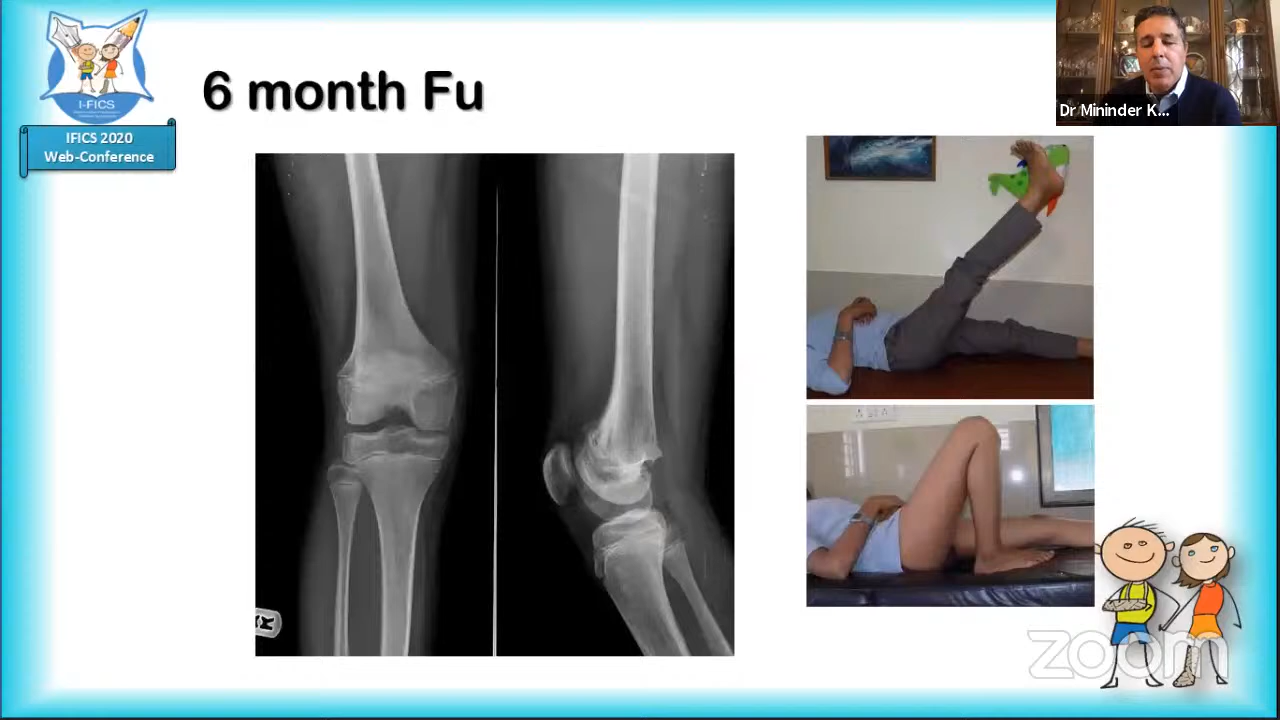 I-FICS
IFICS 2020
Web-Conference
6 month Fu
Dr Mininder K...
zoom